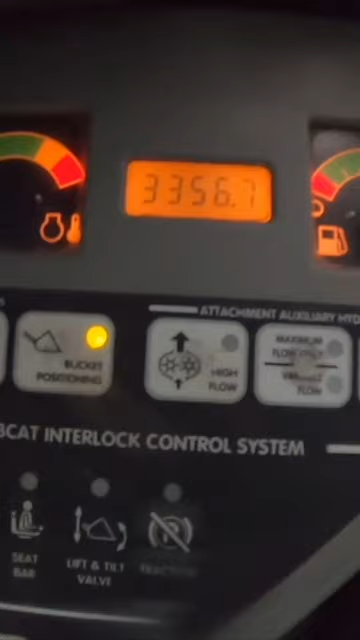 3356.7
ATTACHMENT AUXILIARY HYD
BUCKET
POSITIONING
HIGH
FLOW
MAXIMUM
FLOW ONLY
VARIABLE
FLOW
BCAT INTERLOCK CONTROL SYSTEM
SEAT
BAR
LIFT & TILT
VALVE
TRACTION